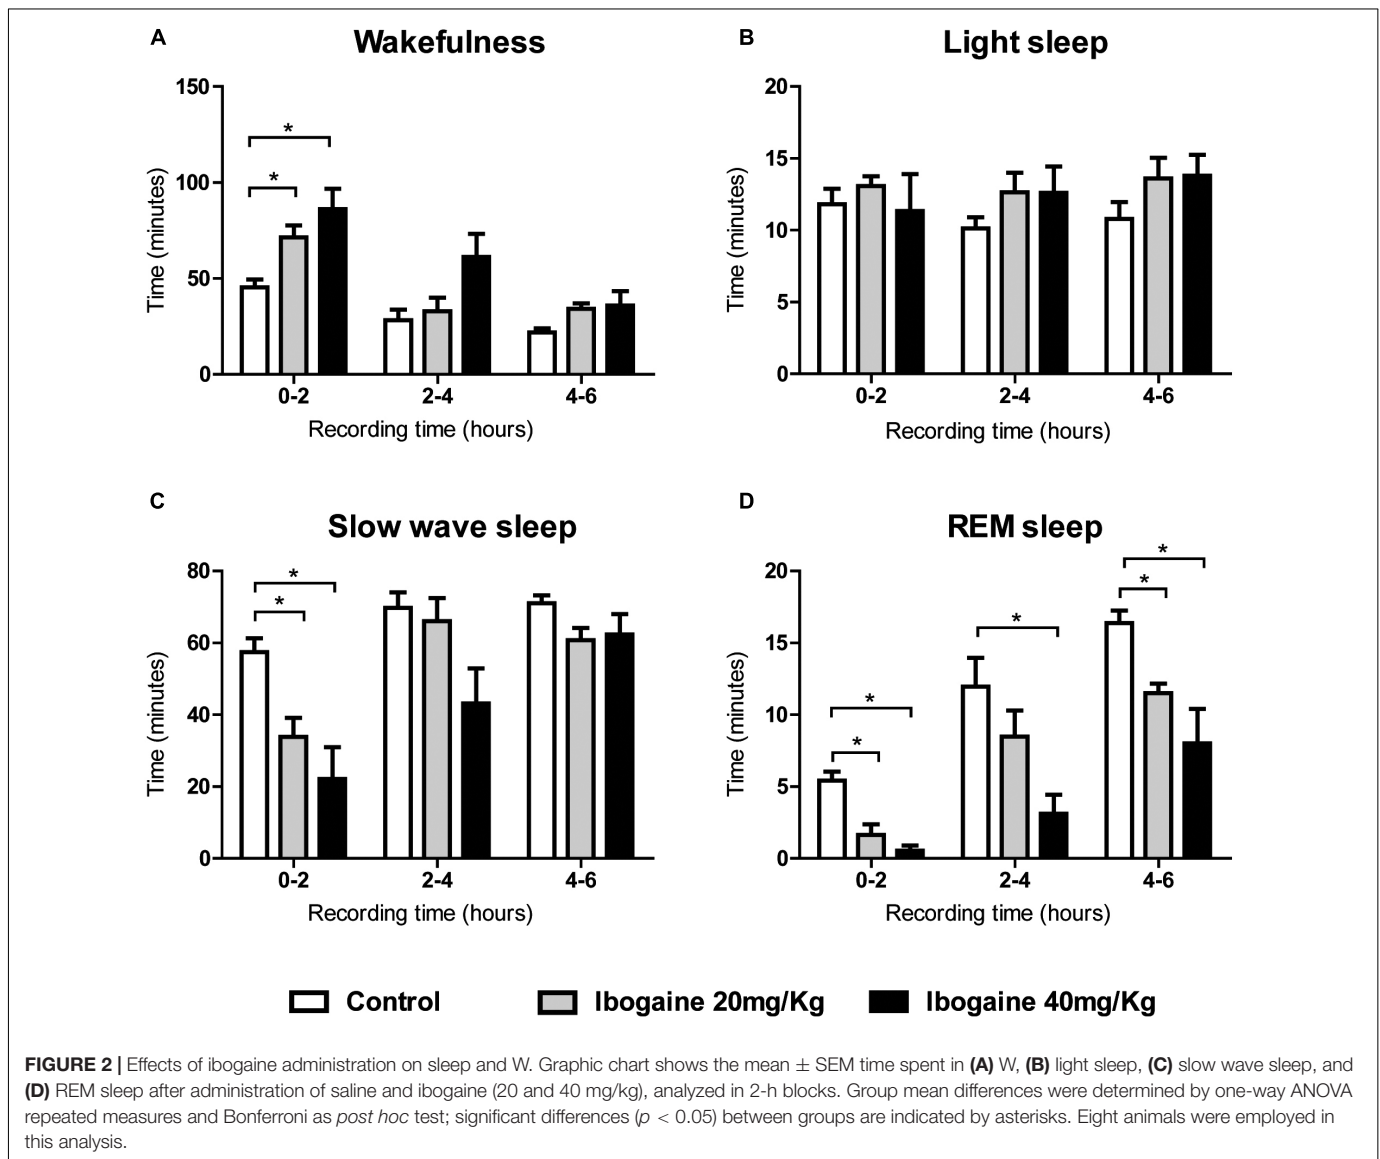 A
Wakefulness
150
100
50
0
Time (minutes)
*
*
0-2
2-4
4-6
Recording time (hours)
B
Light sleep
20
15
10
5
0
Time (minutes)
0-2
2-4
4-6
Recording time (hours)
C
Slow wave sleep
80
60
40
20
0
Time (minutes)
*
*
0-2
2-4
4-6
Recording time (hours)
D
REM sleep
20
15
10
5
0
Time (minutes)
*
*
*
*
*
0-2
2-4
4-6
Recording time (hours)
Control
Ibogaine 20mg/Kg
Ibogaine 40mg/Kg
FIGURE 2 | Effects of ibogaine administration on sleep and W. Graphic chart shows the mean ± SEM time spent in (A) W, (B) light sleep, (C) slow wave sleep, and
(D) REM sleep after administration of saline and ibogaine (20 and 40 mg/kg), analyzed in 2-h blocks. Group mean differences were determined by one-way ANOVA
repeated measures and Bonferroni as post hoc test; significant differences (p < 0.05) between groups are indicated by asterisks. Eight animals were employed in
this analysis.